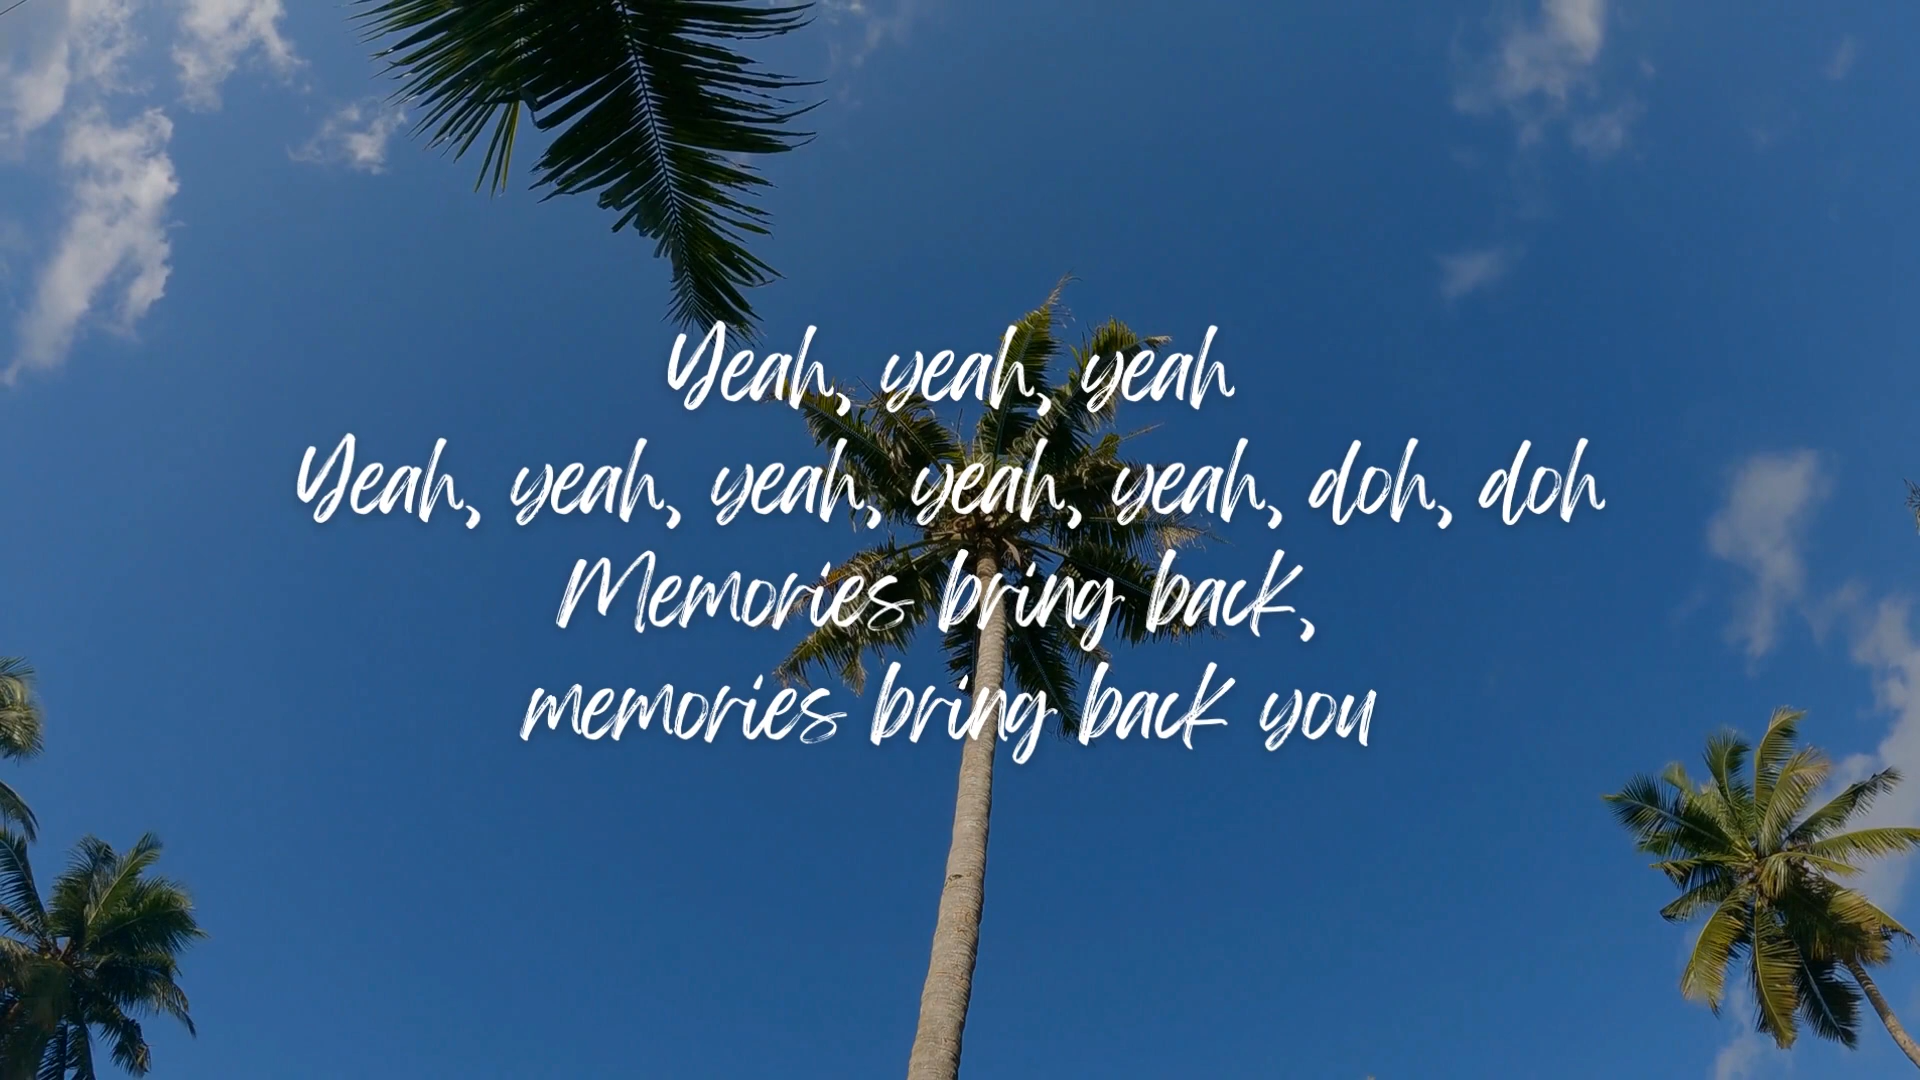 Yeah, yeah, yeah
Yeah, yeah, yeah, yeah, yeah, doh, doh
Memories bring back,
memories bring back you